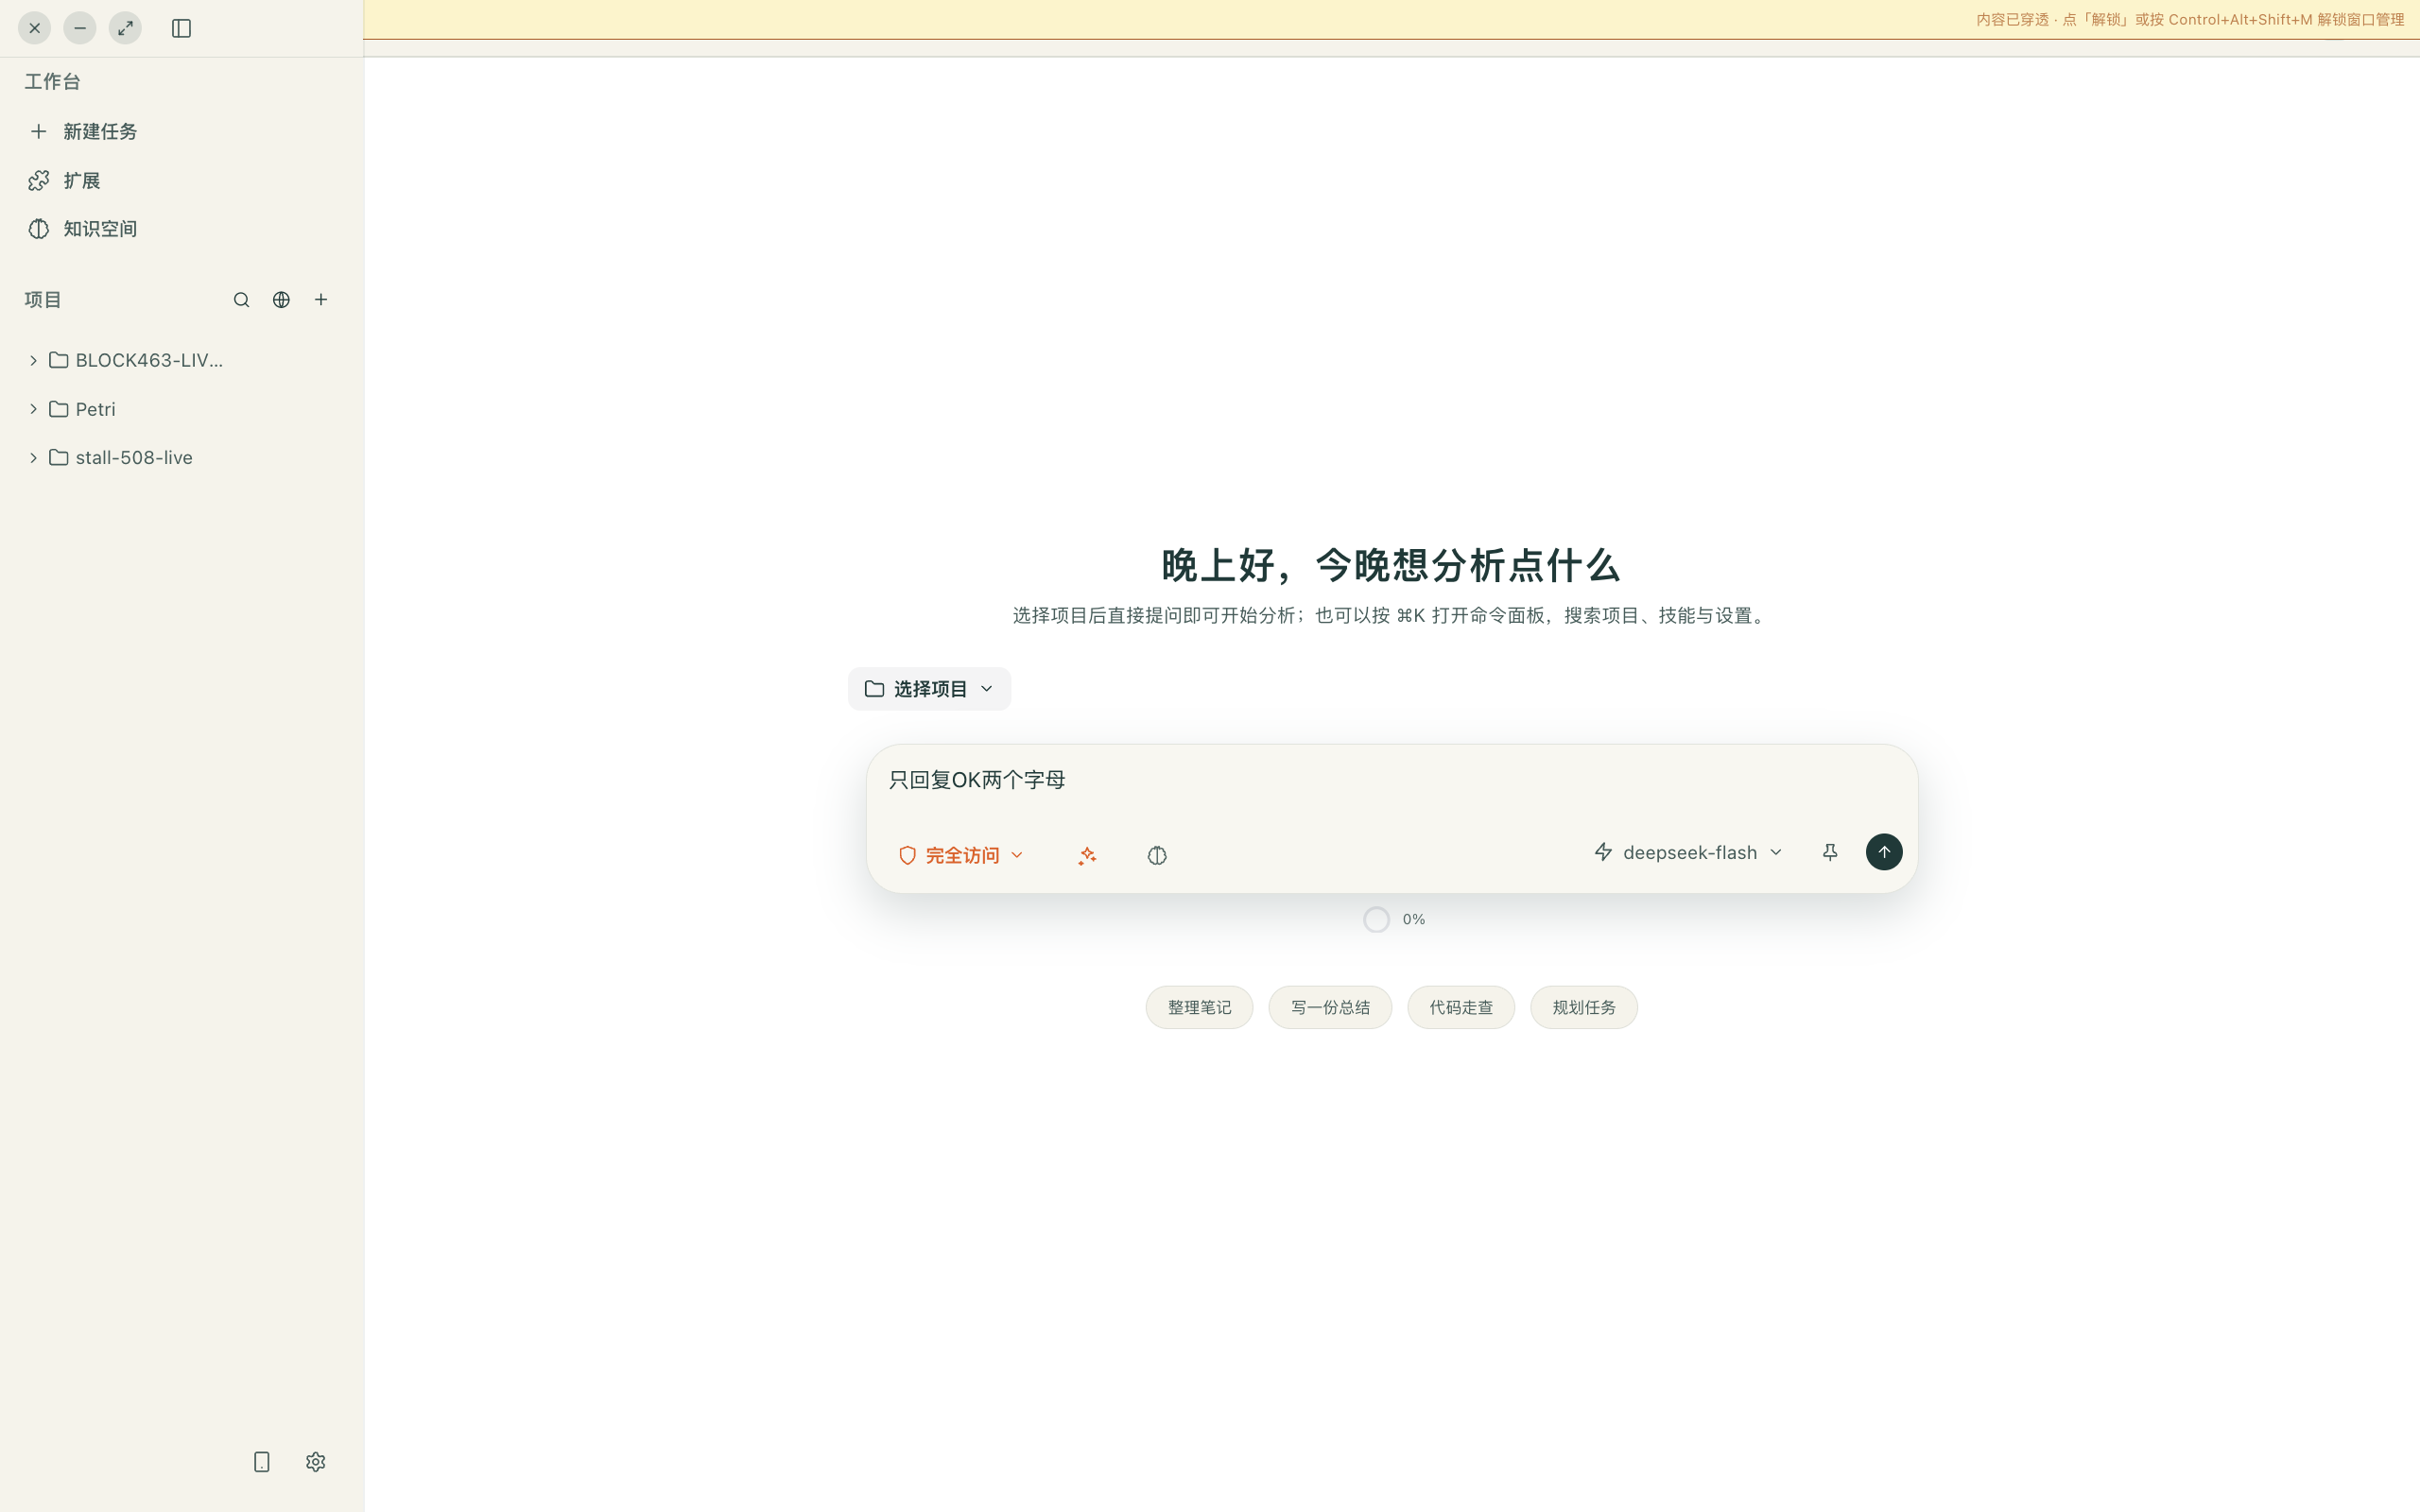 内容已穿透 · 点「解锁」或按 Control+Alt+Shift+M 解锁窗口管理
工作台
新建任务
扩展
知识空间
项目
BLOCK463-LIV...
Petri
stall-508-live
晚上好，今晚想分析点什么
选择项目后直接提问即可开始分析；也可以按 ⌘K 打开命令面板，搜索项目、技能与设置。
选择项目
只回复OK两个字母
完全访问
deepseek-flash
0%
整理笔记
写一份总结
代码走查
规划任务